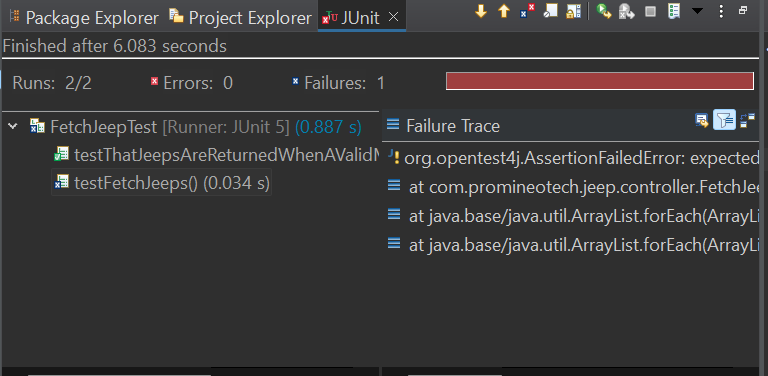 Package Explorer Project Explorer JUnit
Finished after 6.083 seconds
Runs: 2/2 Errors: 0 Failures: 1
FetchJeepTest [Runner: JUnit 5] (0.887 s)
testThatJeepsAreReturnedWhenAValidM
testFetchJeeps() (0.034 s)
Failure Trace
org.opentest4j.AssertionFailedError: expected
at com.promineotech.jeep.controller.FetchJee
at java.base/java.util.ArrayList.forEach(ArrayLi
at java.base/java.util.ArrayList.forEach(ArrayLi